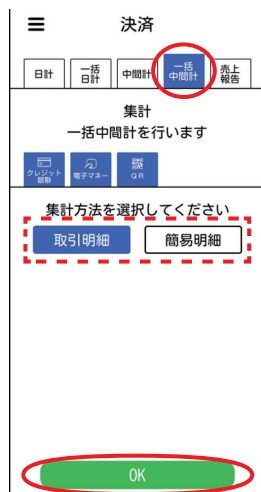 決済
日計
一括
日計
中間計
一括
中間計
売上
報告
集計
一括中間計を行います
クレジット
銀聯
電子マネー
QR
集計方法を選択してください
取引明細
簡易明細
OK